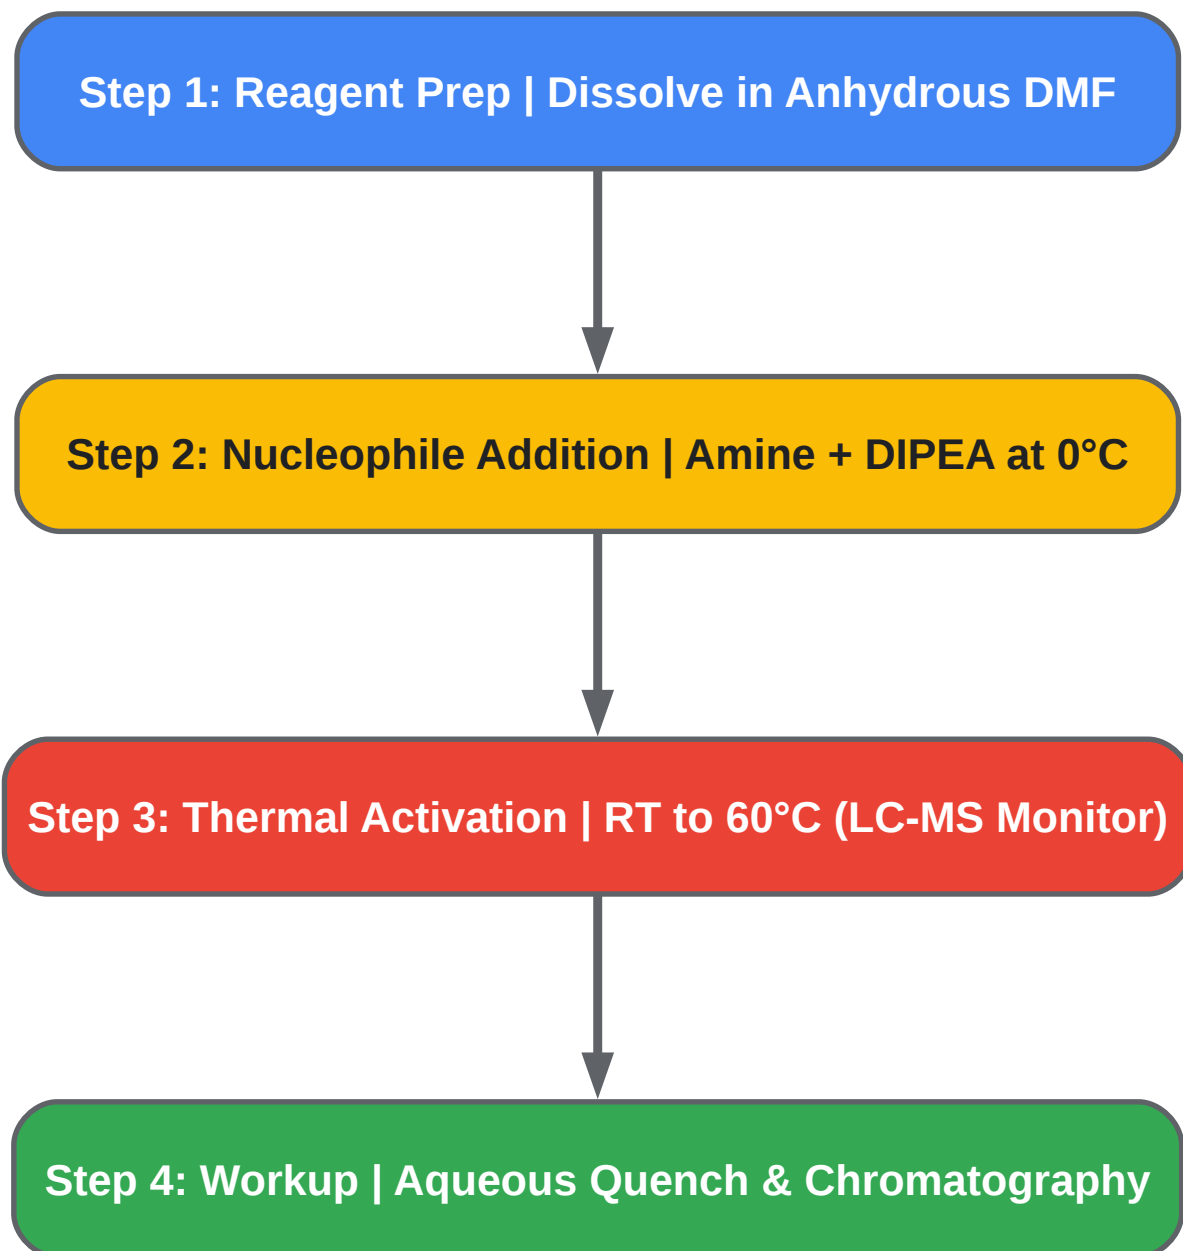 Step 1: Reagent Prep | Dissolve in Anhydrous DMF
Step 2: Nucleophile Addition | Amine + DIPEA at 0°C
Step 3: Thermal Activation | RT to 60°C (LC-MS Monitor)
Step 4: Workup | Aqueous Quench & Chromatography